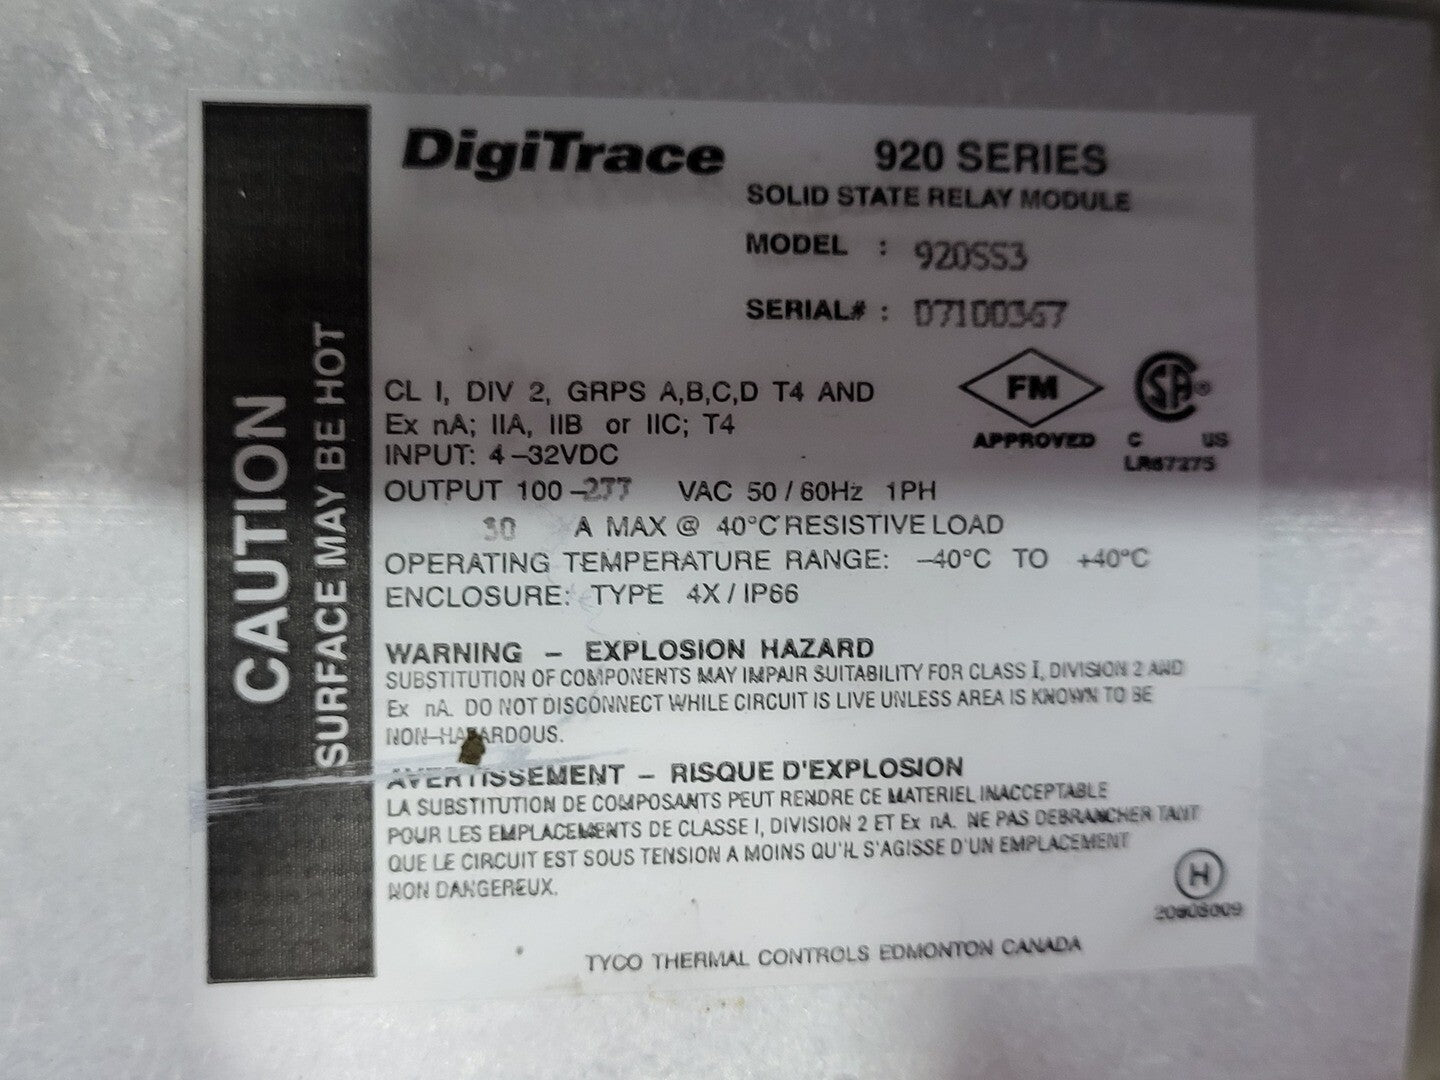 DigiTrace
920 SERIES
SOLID STATE RELAY MODULE
MODEL : 920SS3
SERIAL# : 07100367
CAUTION
SURFACE MAY BE HOT
CL I, DIV 2, GRPS A,B,C,D T4 AND
Ex nA; IIA, IIB or IIC; T4
INPUT: 4-32VDC
OUTPUT 100-277 VAC 50/60Hz 1PH
30 A MAX @ 40°C RESISTIVE LOAD
OPERATING TEMPERATURE RANGE: -40°C TO +40°C
ENCLOSURE: TYPE 4X/IP66
FM
APPROVED
SA ®
C US
LR67275
WARNING - EXPLOSION HAZARD
SUBSTITUTION OF COMPONENTS MAY IMPAIR SUITABILITY FOR CLASS I, DIVISION 2 AND
Ex nA. DO NOT DISCONNECT WHILE CIRCUIT IS LIVE UNLESS AREA IS KNOWN TO BE
NON-HAZARDOUS.
AVERTISSEMENT - RISQUE D'EXPLOSION
LA SUBSTITUTION DE COMPOSANTS PEUT RENDRE CE MATERIEL INACCEPTABLE
POUR LES EMPLACEMENTS DE CLASSE I, DIVISION 2 ET Ex nA. NE PAS DEBRANCHER TANT
QUE LE CIRCUIT EST SOUS TENSION A MOINS QU'IL S'AGISSE D'UN EMPLACEMENT
NON DANGEREUX.
H
TYCO THERMAL CONTROLS EDMONTON CANADA